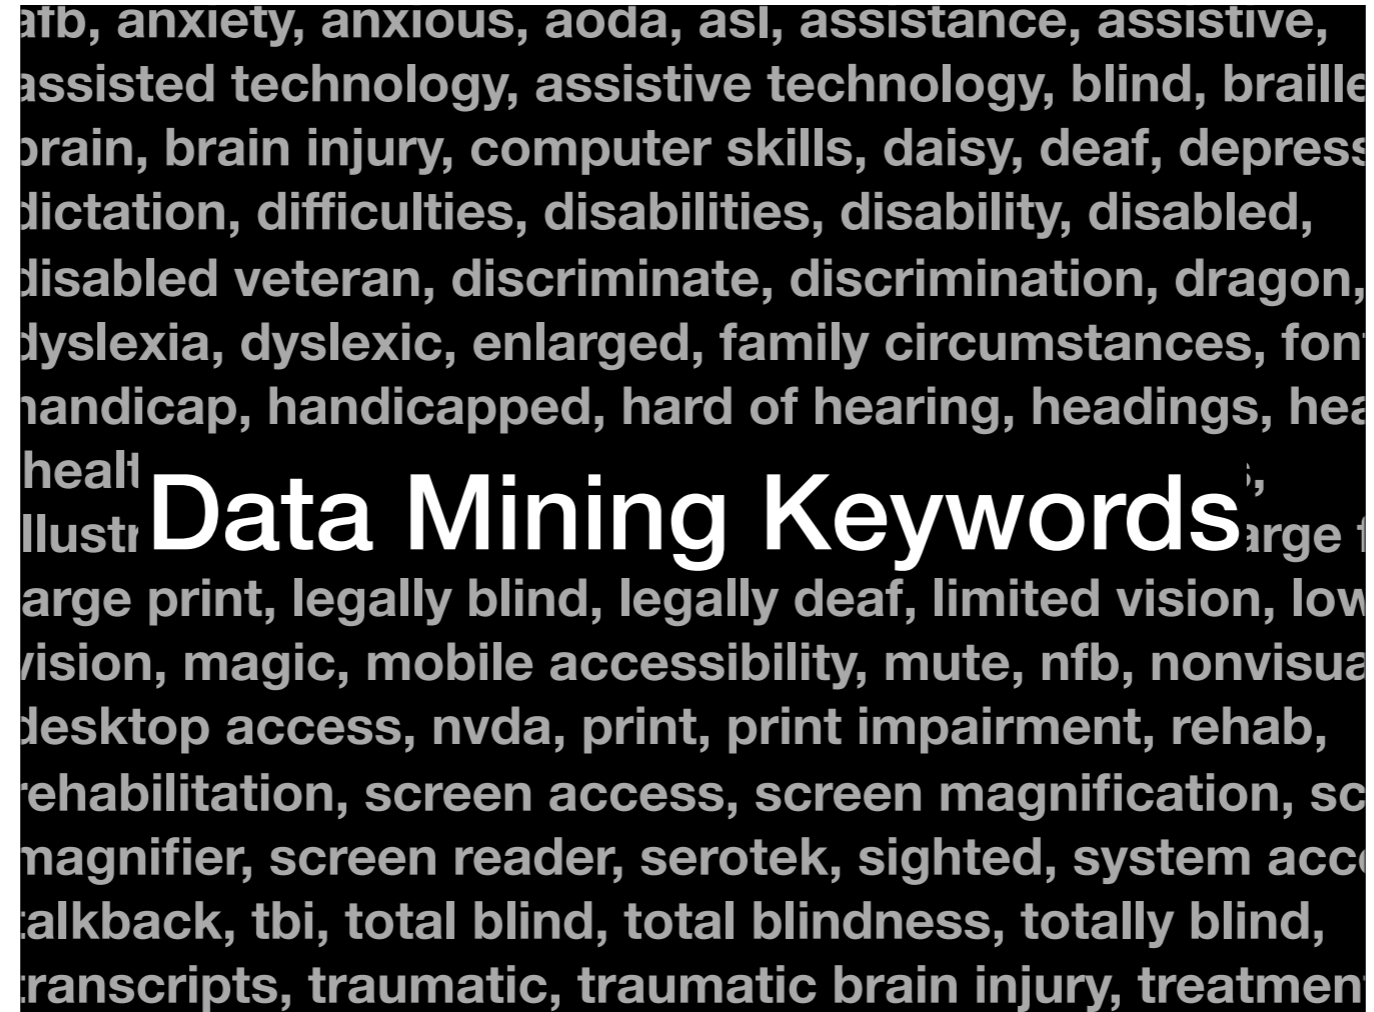 afb, anxiety, anxious, aoda, asl, assistance, assistive,
assisted technology, assistive technology, blind, braille
brain, brain injury, computer skills, daisy, deaf, depress
dictation, difficulties, disabilities, disability, disabled,
disabled veteran, discriminate, discrimination, dragon,
dyslexia, dyslexic, enlarged, family circumstances, font
handicap, handicapped, hard of hearing, headings, hea
healt
Data Mining Keywords
Illustr arge f
arge print, legally blind, legally deaf, limited vision, low
vision, magic, mobile accessibility, mute, nfb, nonvisua
desktop access, nvda, print, print impairment, rehab,
rehabilitation, screen access, screen magnification, sc
magnifier, screen reader, serotek, sighted, system acce
talkback, tbi, total blind, total blindness, totally blind,
transcripts, traumatic, traumatic brain injury, treatment